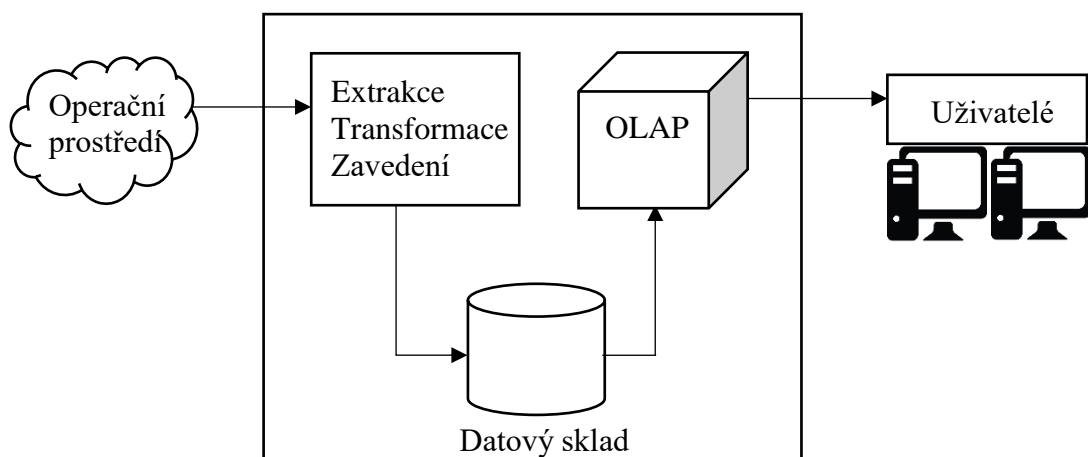 Operační
prostředí
Extrakce
Transformace
Zavedení
OLAP
Uživatelé
Datový sklad